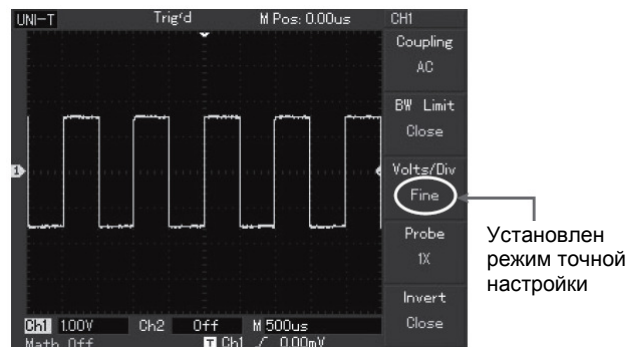 UNI-T Trig'd M Pos: 0.00us CH1
Coupling
AC
BW Limit
Close
1
Volts/Div
Fine
Probe
1X
Invert
Close
Ch1 1.00V Ch2 Off M 500us
Math Off T Ch1 / 0.00mV
Установлен
режим точной
настройки